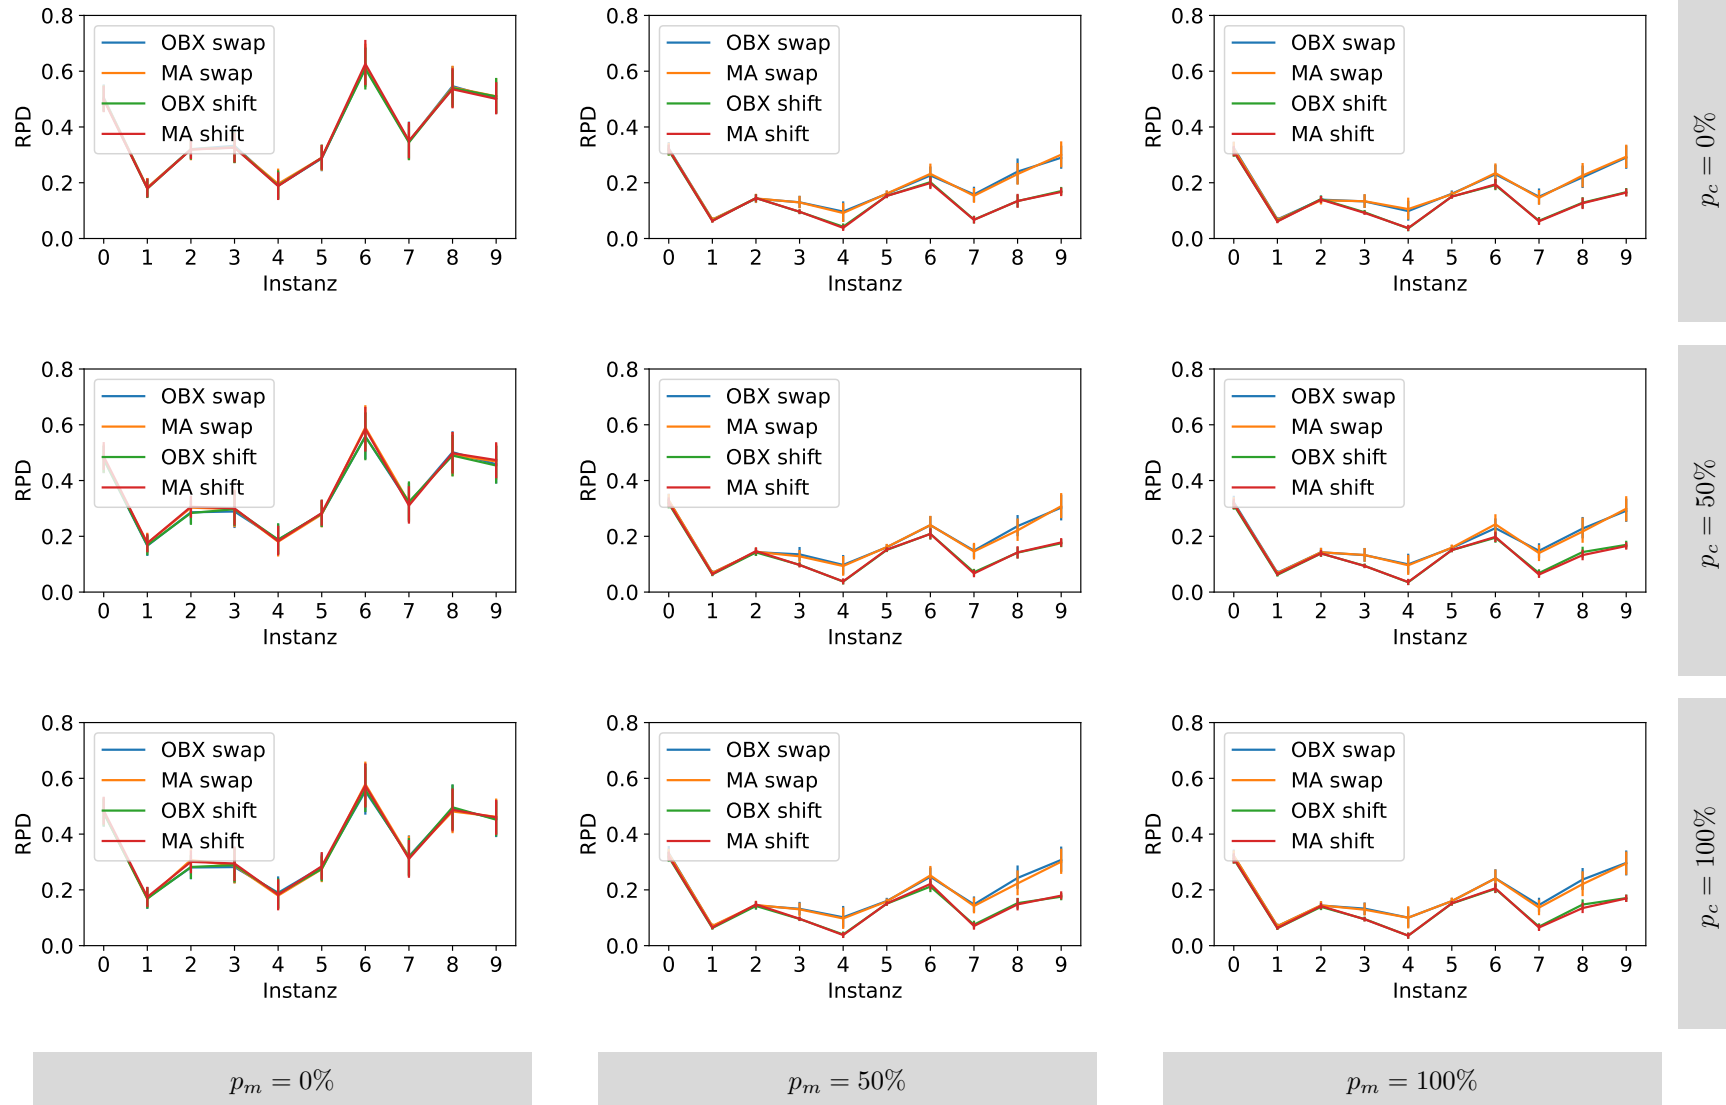 0.8
0.6
0.4
0.2
0.0
RPD
OBX swap
MA swap
OBX shift
MA shift
0 1 2 3 4 5 6 7 8 9
Instanz
0.8
0.6
0.4
0.2
0.0
RPD
OBX swap
MA swap
OBX shift
MA shift
0 1 2 3 4 5 6 7 8 9
Instanz
0.8
0.6
0.4
0.2
0.0
RPD
OBX swap
MA swap
OBX shift
MA shift
0 1 2 3 4 5 6 7 8 9
Instanz
p_c = 0%
0.8
0.6
0.4
0.2
0.0
RPD
OBX swap
MA swap
OBX shift
MA shift
0 1 2 3 4 5 6 7 8 9
Instanz
0.8
0.6
0.4
0.2
0.0
RPD
OBX swap
MA swap
OBX shift
MA shift
0 1 2 3 4 5 6 7 8 9
Instanz
0.8
0.6
0.4
0.2
0.0
RPD
OBX swap
MA swap
OBX shift
MA shift
0 1 2 3 4 5 6 7 8 9
Instanz
p_c = 50%
0.8
0.6
0.4
0.2
0.0
RPD
OBX swap
MA swap
OBX shift
MA shift
0 1 2 3 4 5 6 7 8 9
Instanz
0.8
0.6
0.4
0.2
0.0
RPD
OBX swap
MA swap
OBX shift
MA shift
0 1 2 3 4 5 6 7 8 9
Instanz
0.8
0.6
0.4
0.2
0.0
RPD
OBX swap
MA swap
OBX shift
MA shift
0 1 2 3 4 5 6 7 8 9
Instanz
p_c = 100%
p_m = 0%
p_m = 50%
p_m = 100%